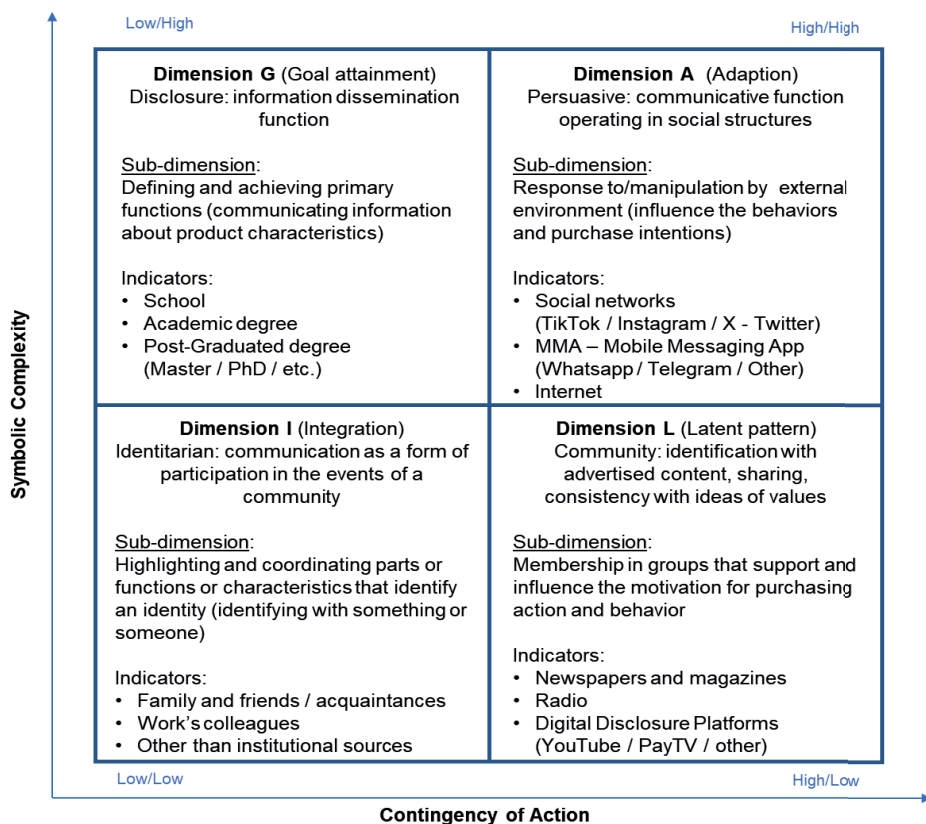 Low/High
High/High
Dimension G (Goal attainment)
Disclosure: information dissemination
function
Sub-dimension:
Defining and achieving primary
functions (communicating information
about product characteristics)
Indicators:
• School
• Academic degree
• Post-Graduated degree
(Master / PhD / etc.)
Dimension A (Adaption)
Persuasive: communicative function
operating in social structures
Sub-dimension:
Response to/manipulation by external
environment (influence the behaviors
and purchase intentions)
Indicators:
• Social networks
(TikTok / Instagram / X - Twitter)
• MMA – Mobile Messaging App
(Whatsapp / Telegram / Other)
• Internet
Symbolic Complexity
Dimension I (Integration)
Identitarian: communication as a form of
participation in the events of a
community
Sub-dimension:
Highlighting and coordinating parts or
functions or characteristics that identify
an identity (identifying with something or
someone)
Indicators:
• Family and friends / acquaintances
• Work's colleagues
• Other than institutional sources
Dimension L (Latent pattern)
Community: identification with
advertised content, sharing,
consistency with ideas of values
Sub-dimension:
Membership in groups that support and
influence the motivation for purchasing
action and behavior
Indicators:
• Newspapers and magazines
• Radio
• Digital Disclosure Platforms
(YouTube / PayTV / other)
Low/Low
High/Low
Contingency of Action